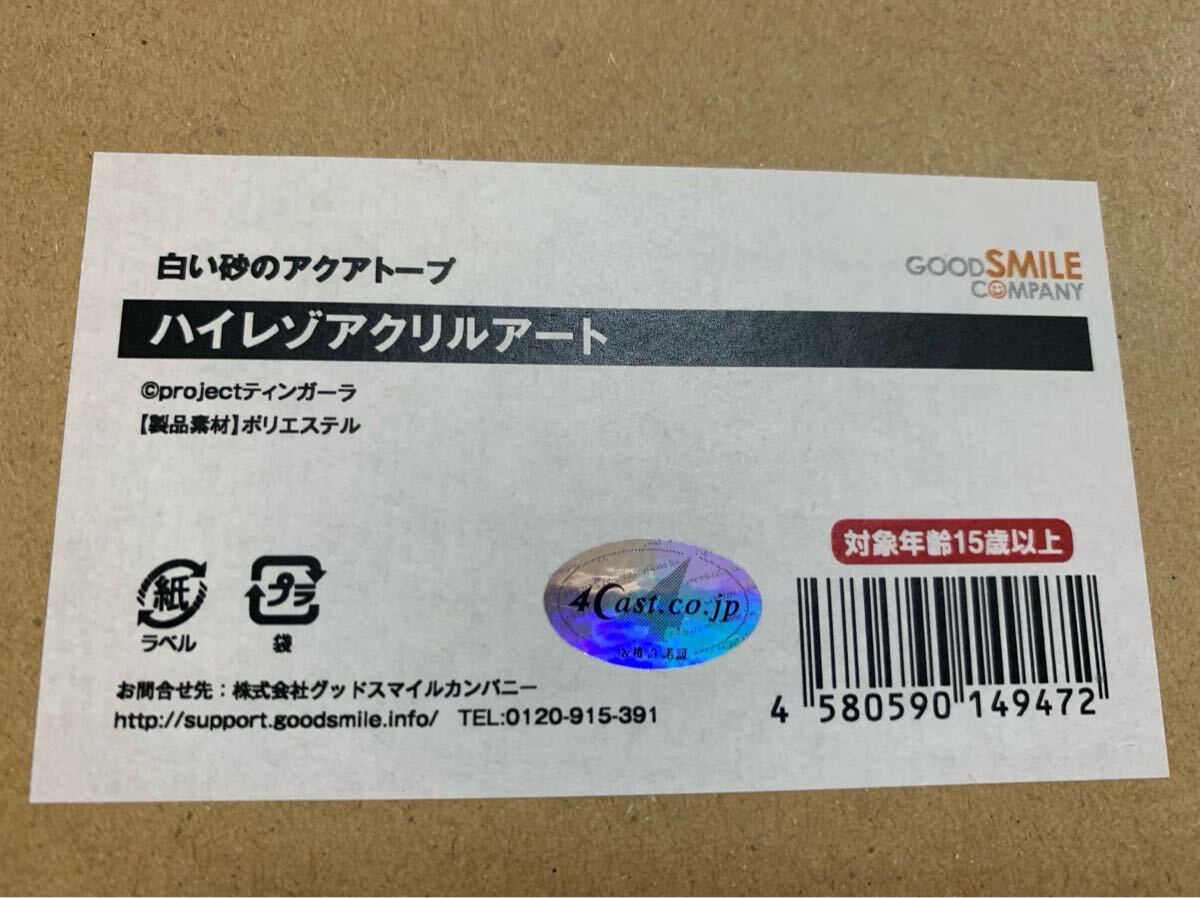 白い砂のアクアトープ
GOOD SMILE
COMPANY
ハイレゾアクリルアート
©projectティンガーラ
【製品素材】ポリエステル
対象年齢15歳以上
紙
ラベル
プラ
袋
4Cast.co.jp
お問合せ先：株式会社グッドスマイルカンパニー
http://support.goodsmile.info/ TEL:0120-915-391
4 580590 149472